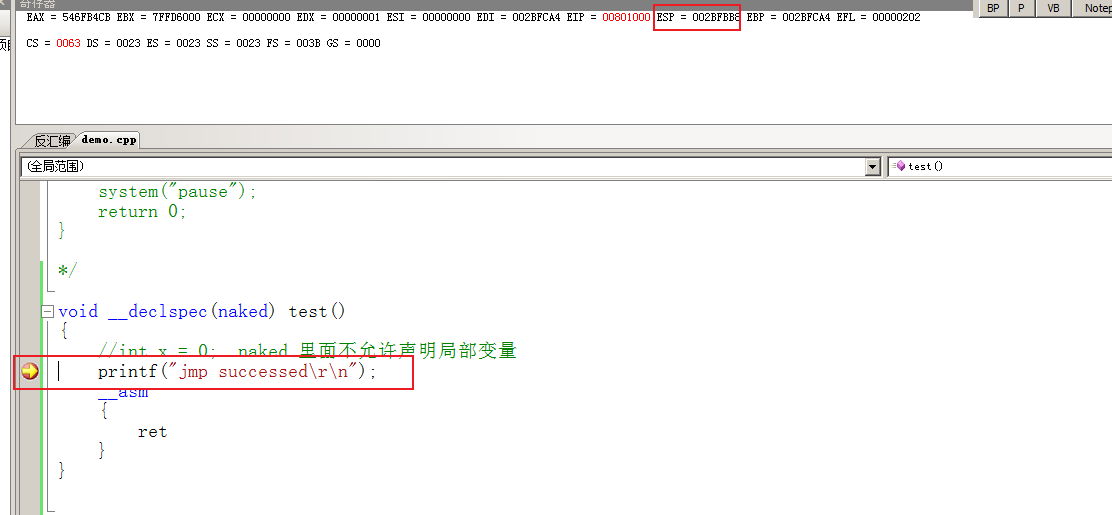 寄存器
BP P VB Notep
EAX = 546FB4CB EBX = 7FFD6000 ECX = 00000000 EDX = 00000001 ESI = 00000000 EDI = 002BFCA4 EIP = 00801000 ESP = 002BFBB8 EBP = 002BFCA4 EFL = 00000202
CS = 0063 DS = 0023 ES = 0023 SS = 0023 FS = 003B GS = 0000
反汇编 demo.cpp
(全局范围) test()
system("pause");
return 0;
}
*/
void __declspec(naked) test()
{
//int x = 0; naked 里面不允许声明局部变量
printf("jmp successed\r\n");
__asm
{
ret
}
}